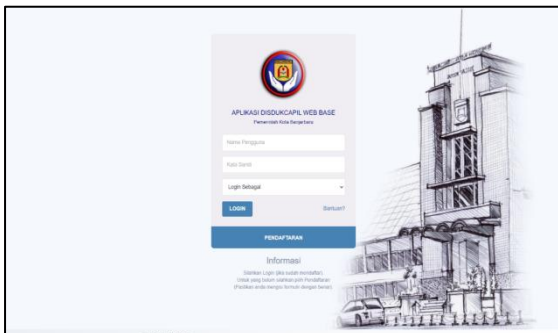 APLIKASI DISDUKCAPIL WEB BASE
Pemerintah Kota Banjarbaru
Nama Pengguna
Kata Sandi
Login Sebagai
LOGIN
Bantuan?
PENDAFTARAN
Informasi
Silahkan Login (jika sudah mendaftar).
Untuk yang belum silahkan pilih Pendaftaran
(Pastikan anda mengisi formulir dengan benar)